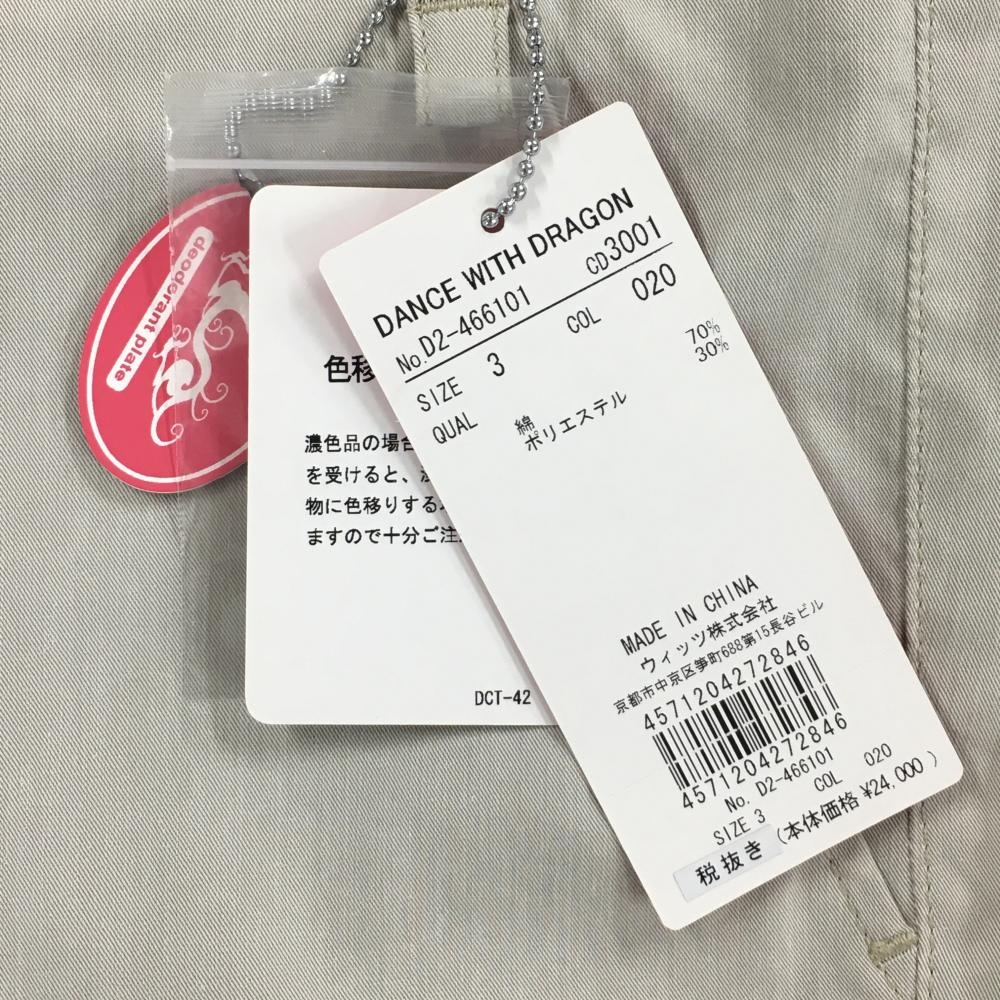 deodorant plate
色移
濃色品の場合
を受けると、
物に色移りする
ますので十分ご注
DCT-42
DANCE WITH DRAGON
No.D2-466101 CD3001
SIZE 3 COL 020
QUAL 綿 70%
ポリエステル 30%
MADE IN CHINA
ウィッツ株式会社
京都市中京区笋町688第15長谷ビル
4571204272846
4571204272846
No. D2-466101
SIZE 3 COL 020
税抜き (本体価格 ¥24,000 )